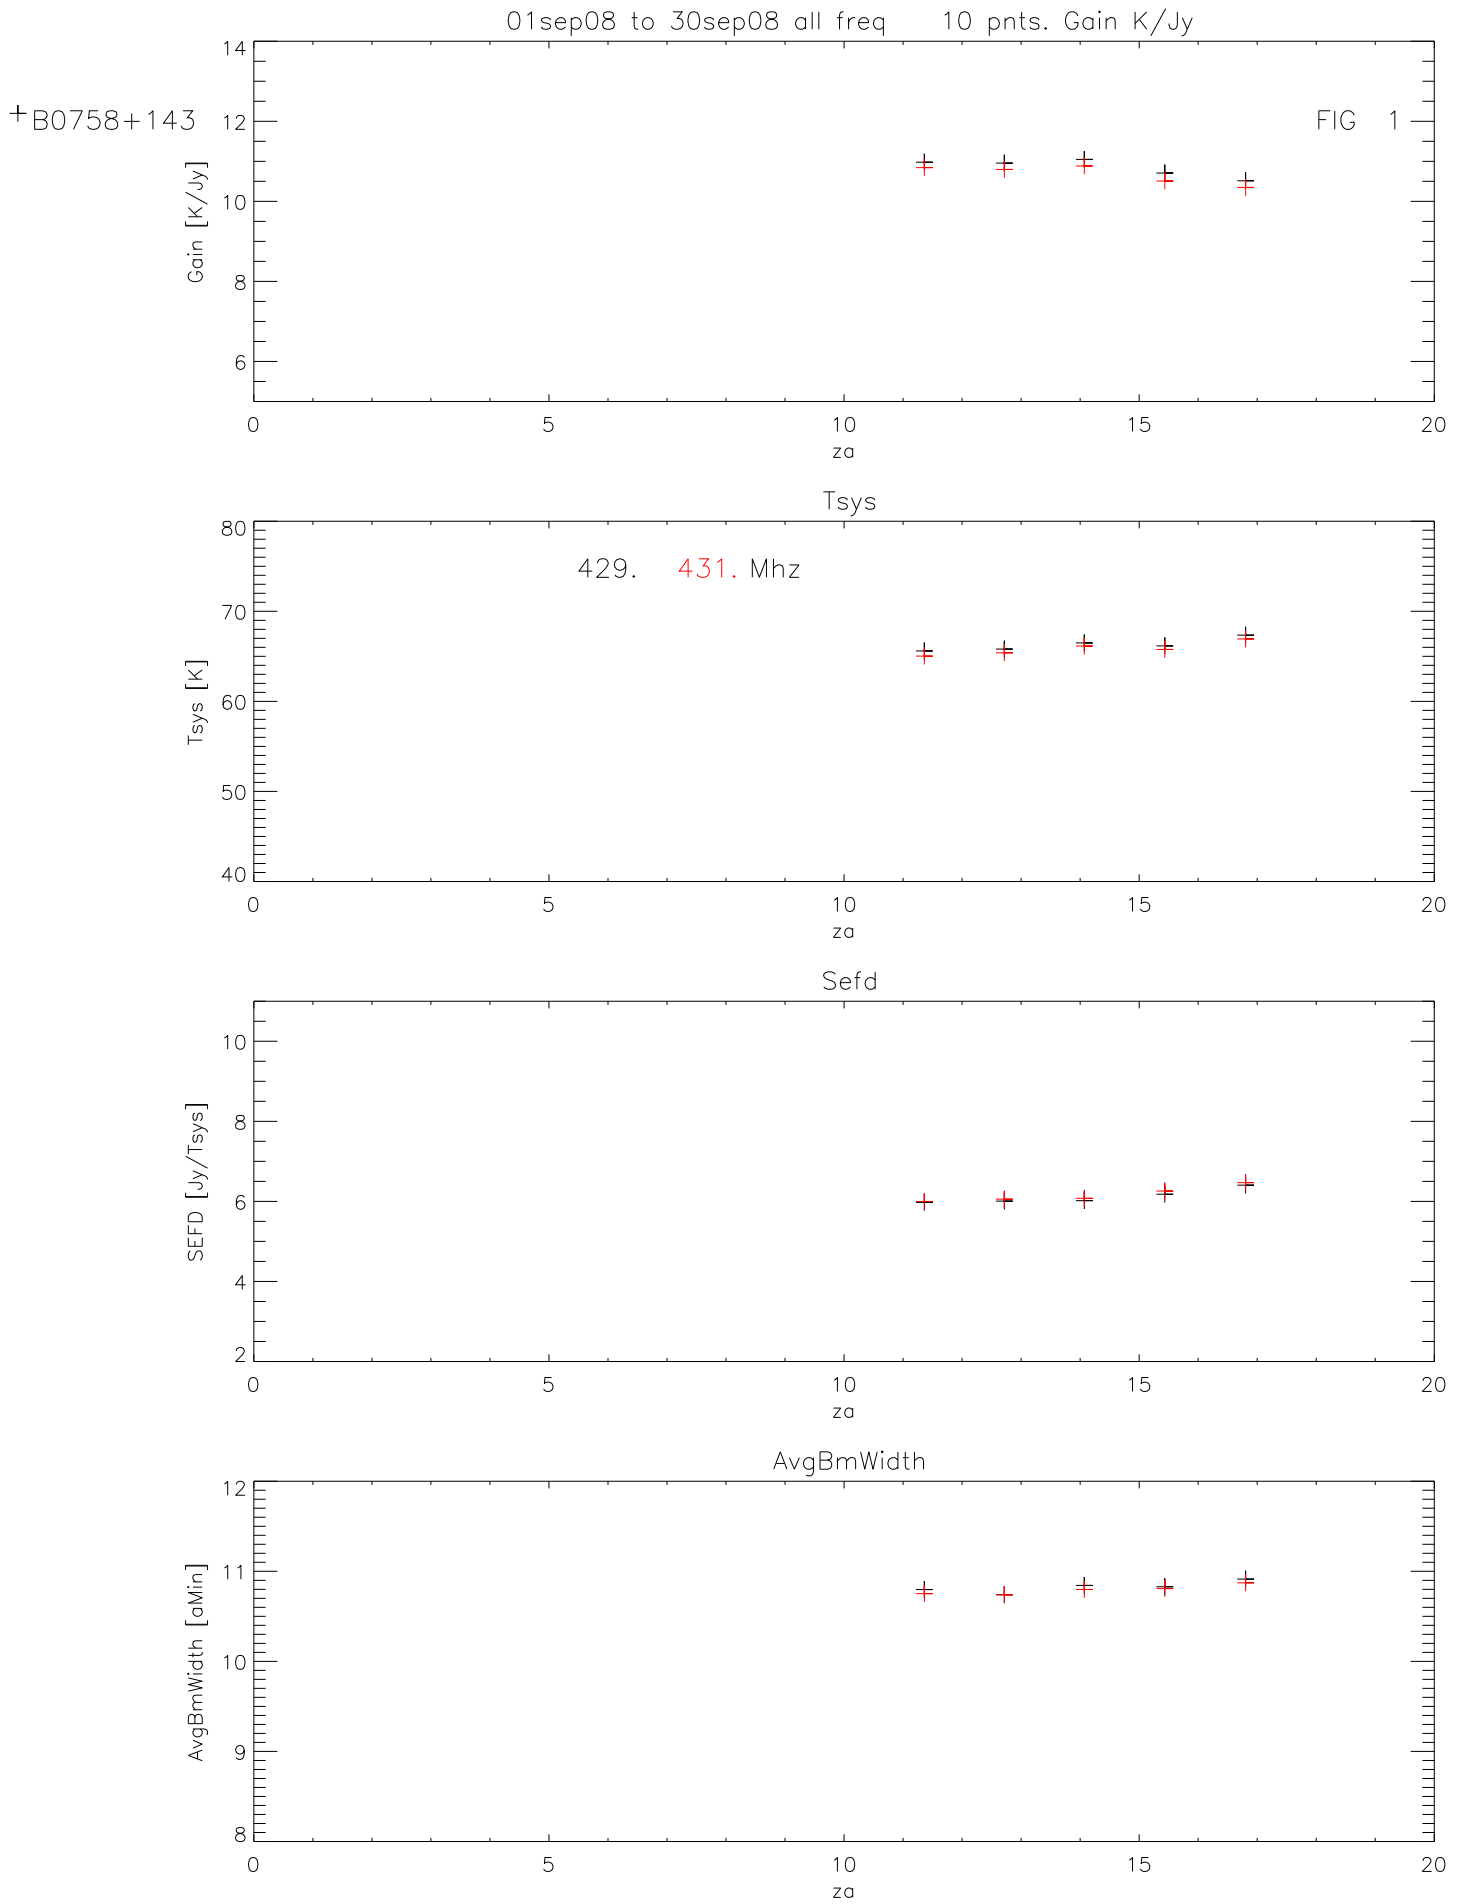 01sep08 to 30sep08 all freq 10 pnts. Gain K/Jy
+B0758+143
FIG 1
Gain [K/Jy]
14
12
10
8
6
0 5 10 15 20
za
Tsys
429. 431. Mhz
Tsys [K]
80
70
60
50
40
0 5 10 15 20
za
Sefd
SEFD [Jy/Tsys]
10
8
6
4
2
0 5 10 15 20
za
AvgBmWidth
AvgBmWidth [aMin]
12
11
10
9
8
0 5 10 15 20
za